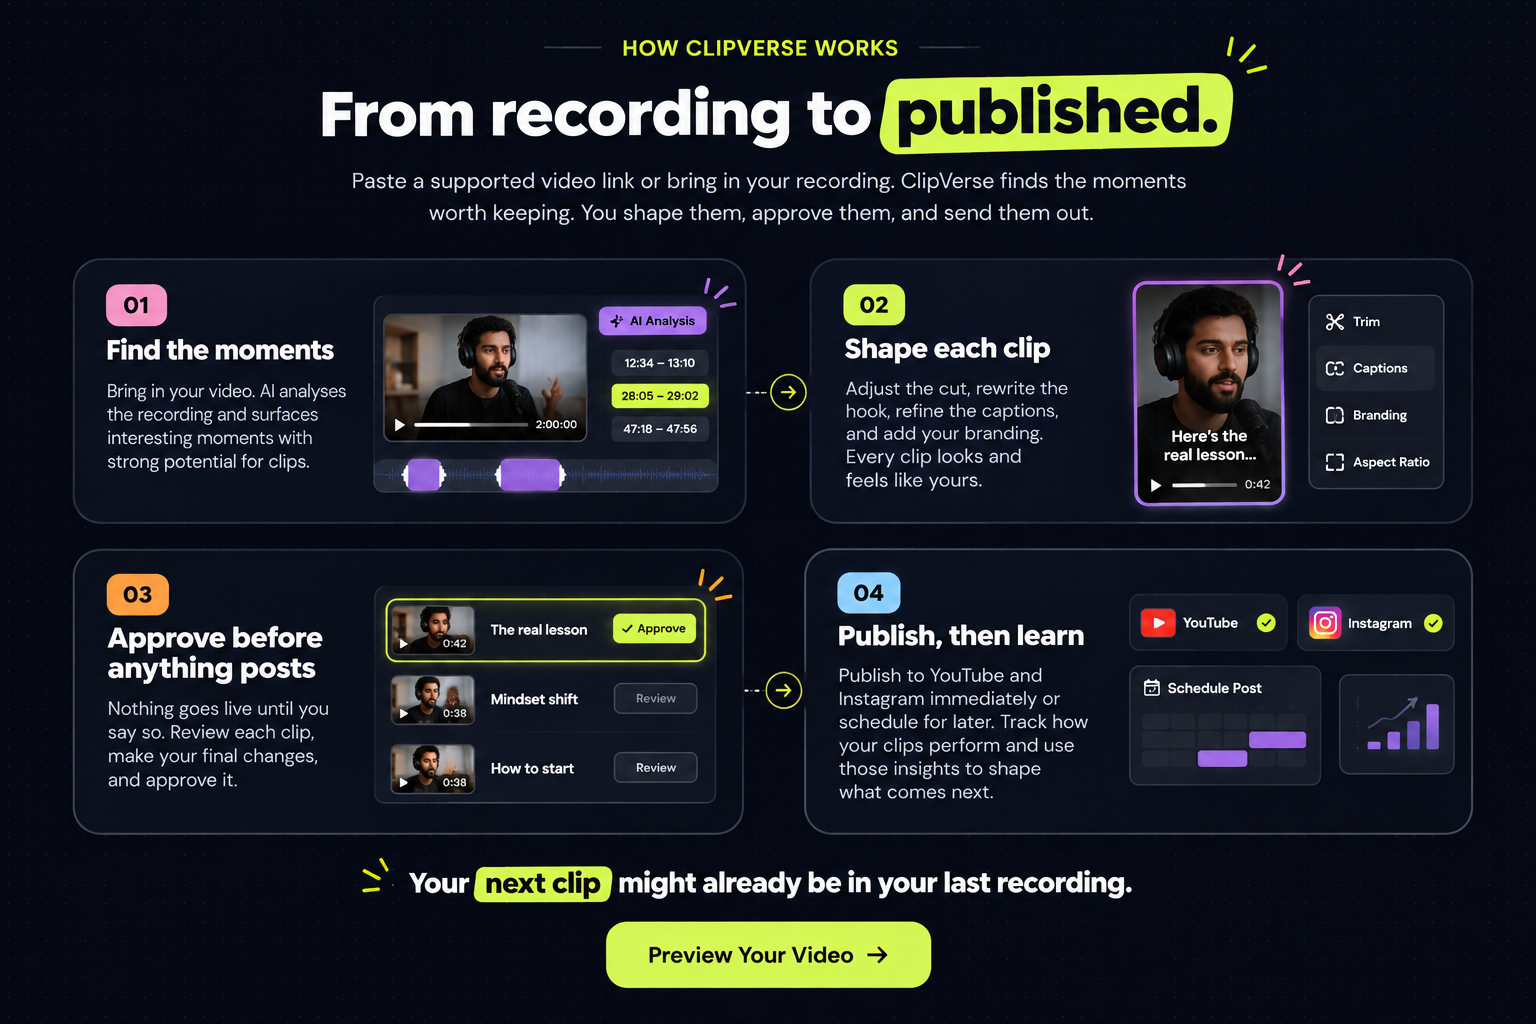 HOW CLIPVERSE WORKS
From recording to published.
Paste a supported video link or bring in your recording. ClipVerse finds the moments
worth keeping. You shape them, approve them, and send them out.
01
Find the moments
Bring in your video. AI analyses
the recording and surfaces
interesting moments with
strong potential for clips.
2:00:00
AI Analysis
12:34 – 13:10
28:05 – 29:02
47:18 – 47:56
02
Shape each clip
Adjust the cut, rewrite the
hook, refine the captions,
and add your branding.
Every clip looks and
feels like yours.
Here's the
real lesson...
0:42
Trim
Captions
Branding
Aspect Ratio
03
Approve before
anything posts
Nothing goes live until you
say so. Review each clip,
make your final changes,
and approve it.
0:42
The real lesson
Approve
0:38
Mindset shift
Review
0:38
How to start
Review
04
Publish, then learn
Publish to YouTube and
Instagram immediately or
schedule for later. Track how
your clips perform and use
those insights to shape
what comes next.
YouTube
Instagram
Schedule Post
Your next clip might already be in your last recording.
Preview Your Video →